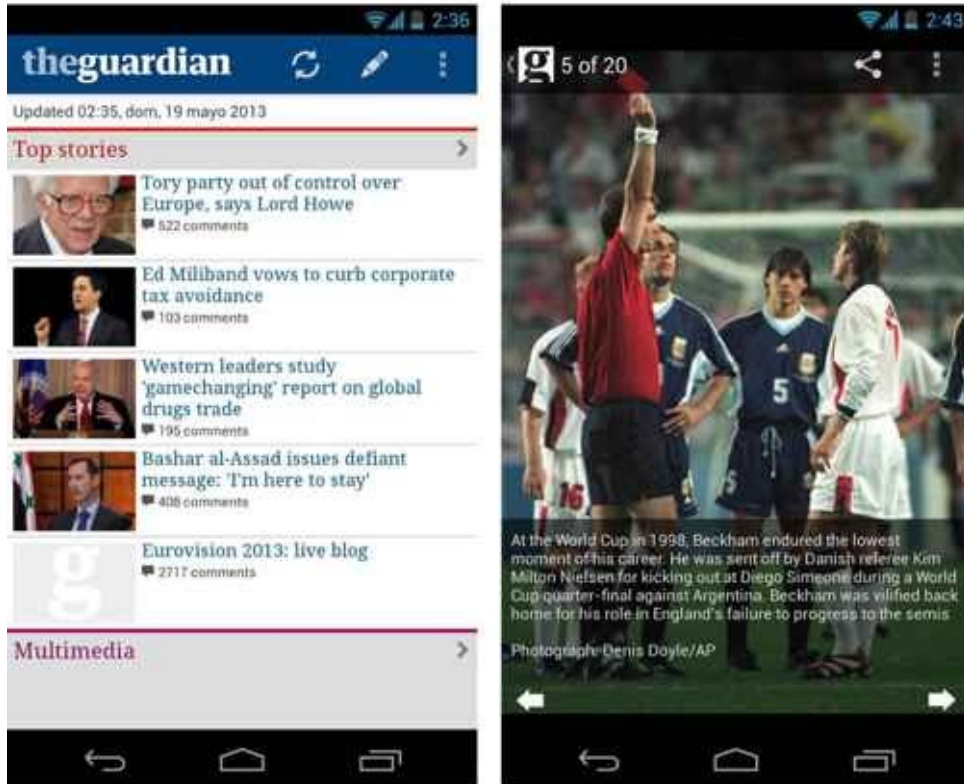 2:36
theguardian
Updated 02:35, dom, 19 mayo 2013
Top stories
Tory party out of control over
Europe, says Lord Howe
522 comments
Ed Miliband vows to curb corporate
tax avoidance
103 comments
Western leaders study
'gamechanging' report on global
drugs trade
195 comments
Bashar al-Assad issues defiant
message: 'I'm here to stay'
408 comments
g
Eurovision 2013: live blog
2717 comments
Multimedia
2:43
g 5 of 20
5
5
16
At the World Cup in 1998, Beckham endured the lowest
moment of his career. He was sent off by Danish referee Kim
Milton Nielsen for kicking out at Diego Simeone during a World
Cup quarter-final against Argentina. Beckham was vilified back
home for his role in England's failure to progress to the semis
Photograph: Denis Doyle/AP